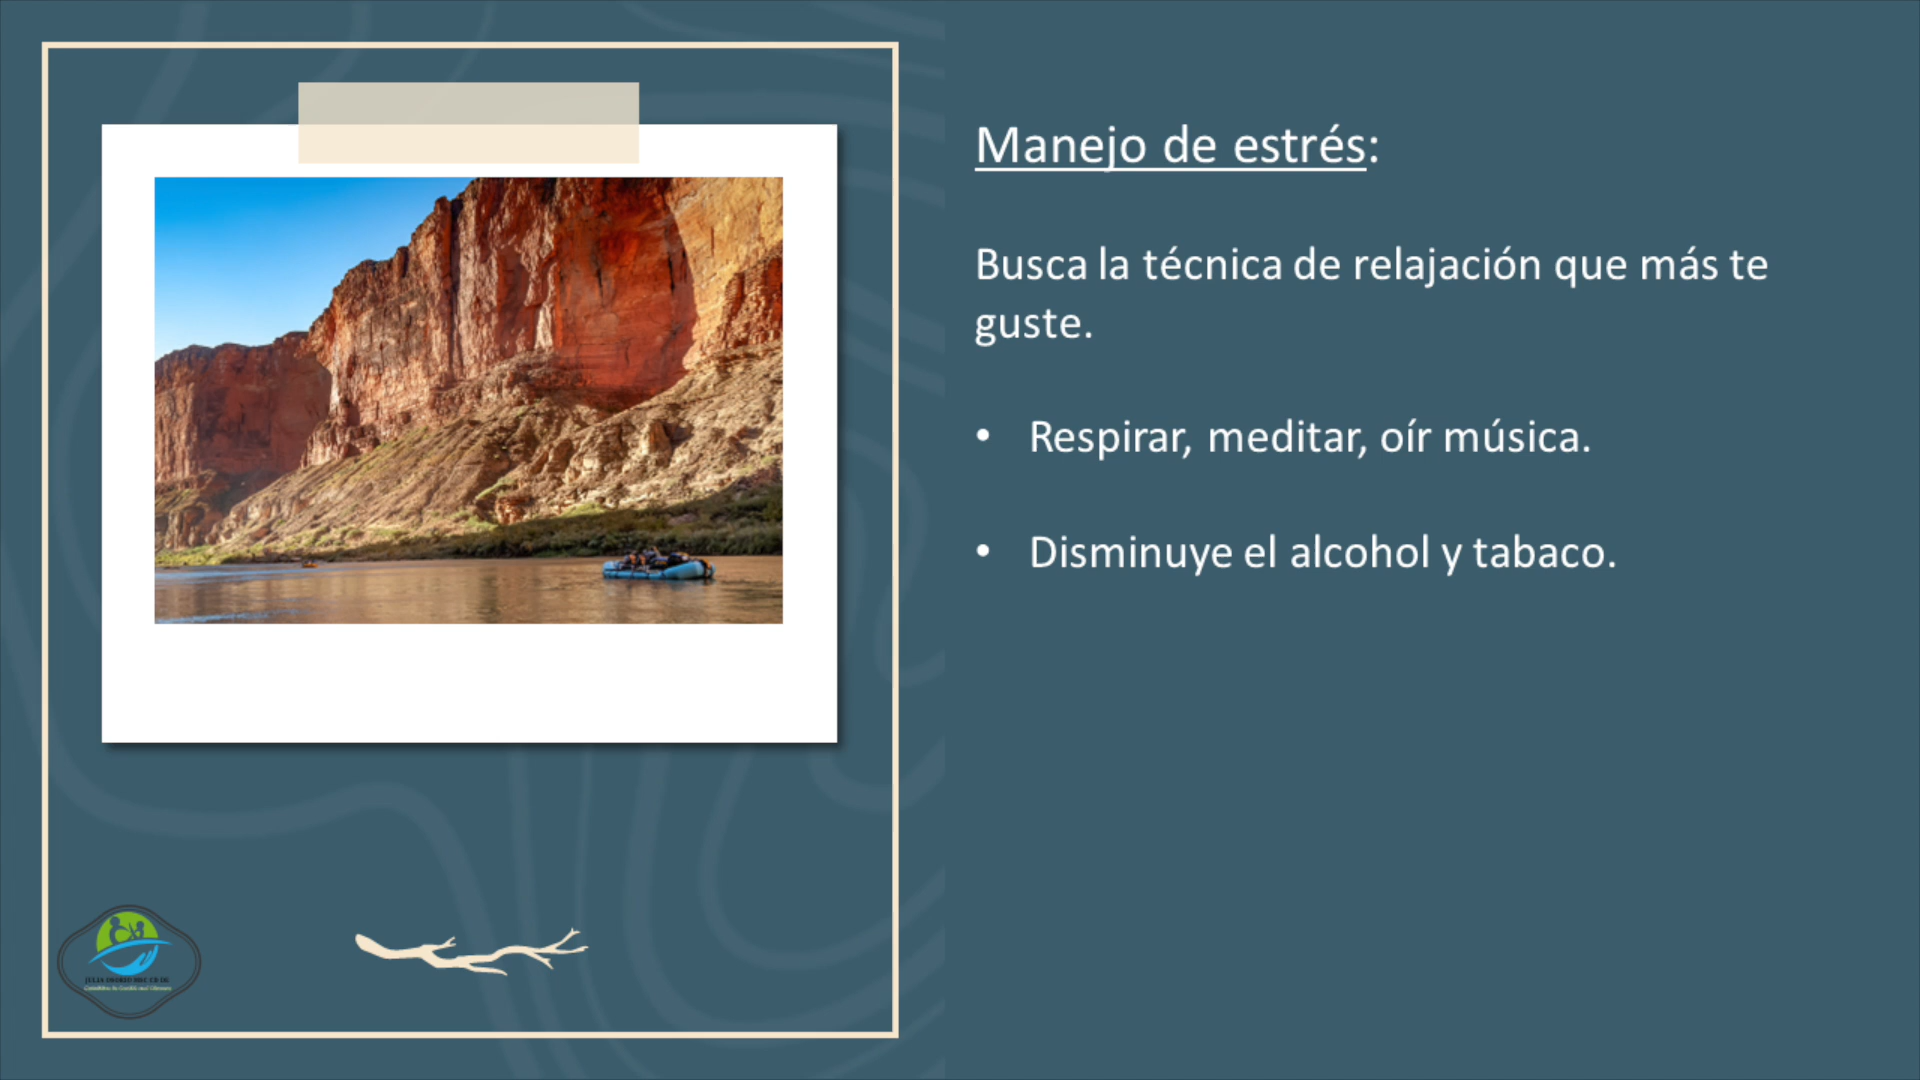 Manejo de estrés:
Busca la técnica de relajación que más te
guste.
• Respirar, meditar, oír música.
• Disminuye el alcohol y tabaco.